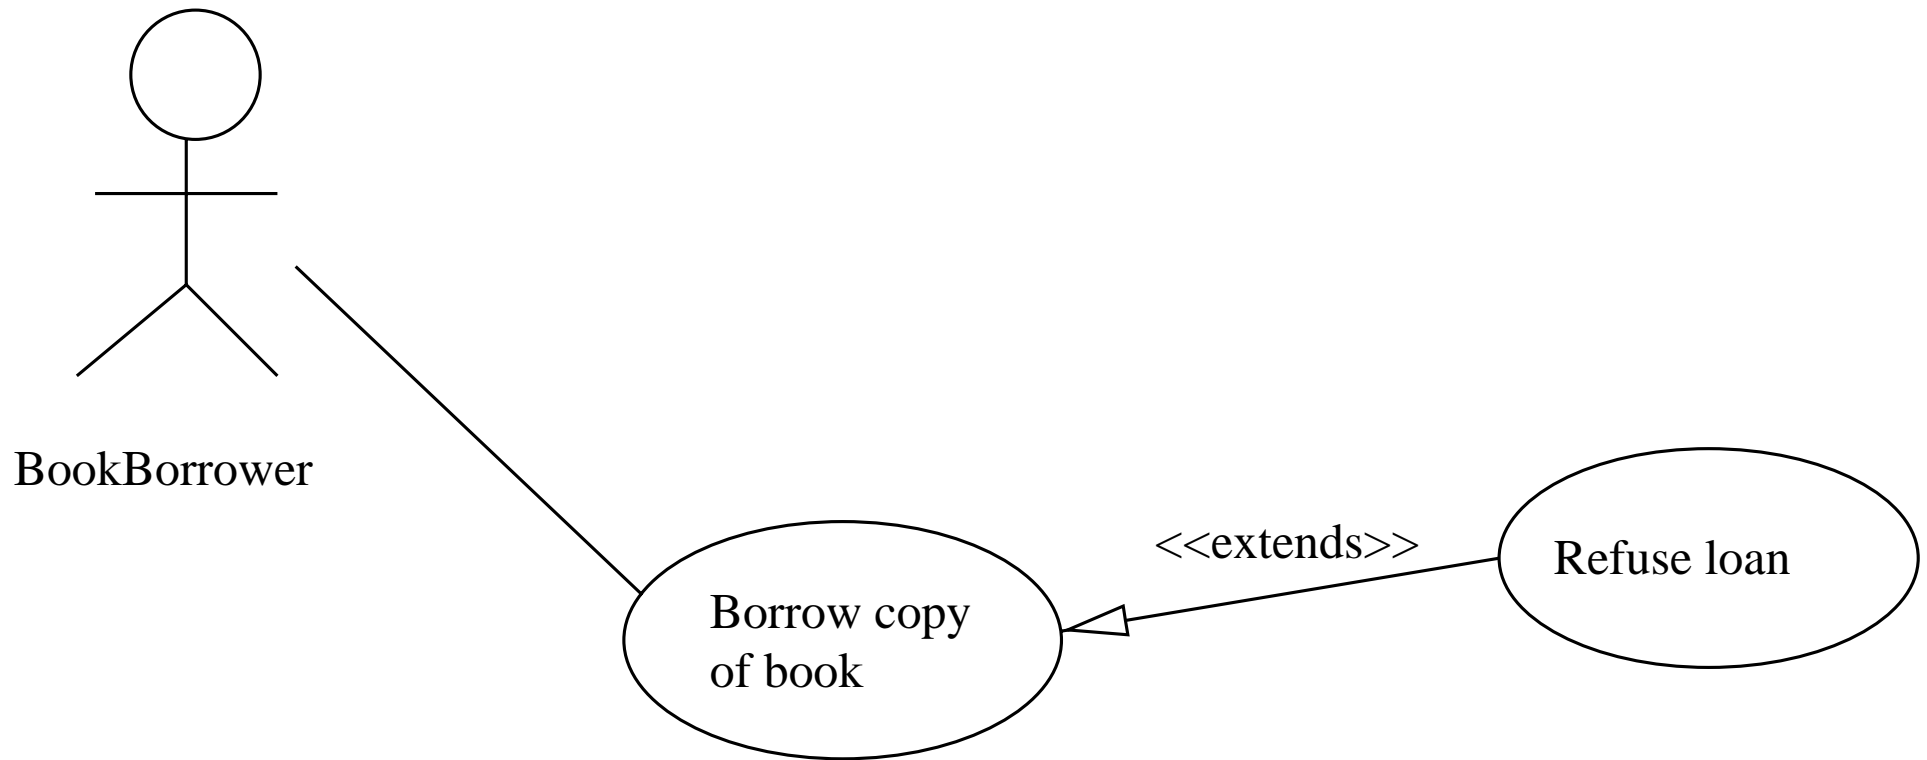 BookBorrower
<<extends>>
Refuse loan
Borrow copy
of book